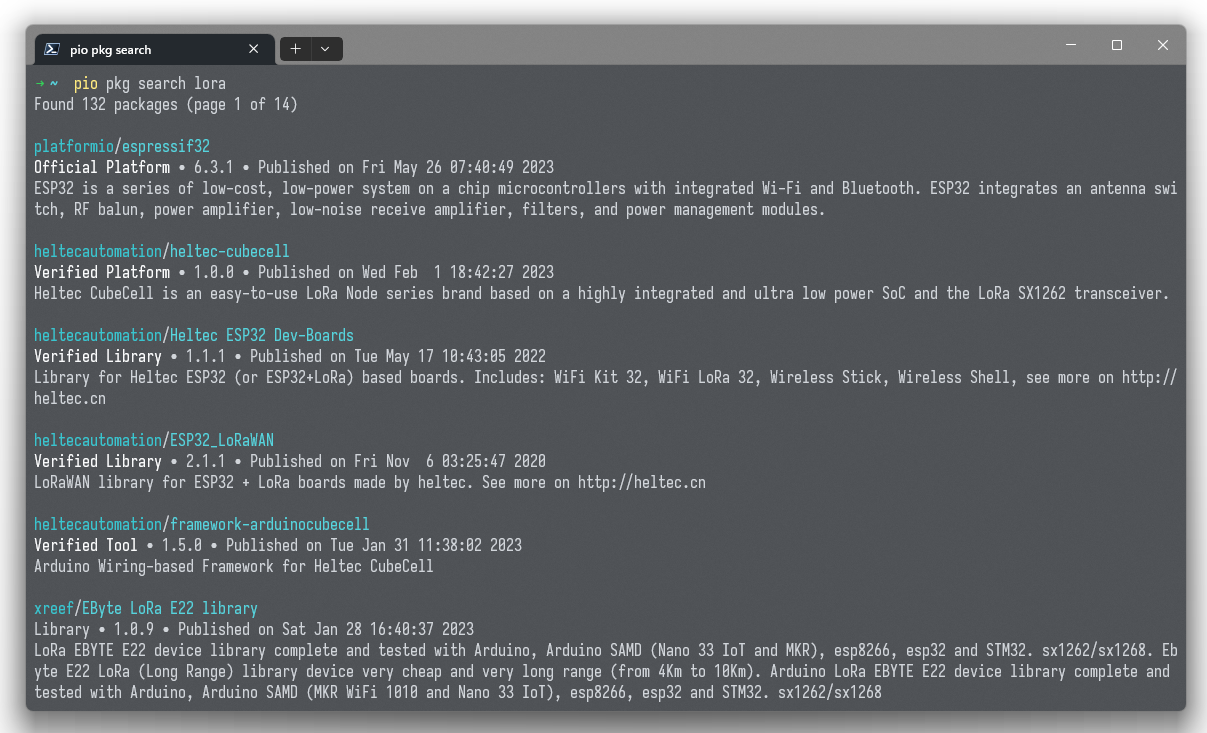 pio pkg search
→ ~  pio pkg search lora
Found 132 packages (page 1 of 14)
platformio/espressif32
Official Platform • 6.3.1 • Published on Fri May 26 07:40:49 2023
ESP32 is a series of low-cost, low-power system on a chip microcontrollers with integrated Wi-Fi and Bluetooth. ESP32 integrates an antenna swi
tch, RF balun, power amplifier, low-noise receive amplifier, filters, and power management modules.
heltecautomation/heltec-cubecell
Verified Platform • 1.0.0 • Published on Wed Feb  1 18:42:27 2023
Heltec CubeCell is an easy-to-use LoRa Node series brand based on a highly integrated and ultra low power SoC and the LoRa SX1262 transceiver.
heltecautomation/Heltec ESP32 Dev-Boards
Verified Library • 1.1.1 • Published on Tue May 17 10:43:05 2022
Library for Heltec ESP32 (or ESP32+LoRa) based boards. Includes: WiFi Kit 32, WiFi LoRa 32, Wireless Stick, Wireless Shell, see more on http://
heltec.cn
heltecautomation/ESP32_LoRaWAN
Verified Library • 2.1.1 • Published on Fri Nov  6 03:25:47 2020
LoRaWAN library for ESP32 + LoRa boards made by heltec. See more on http://heltec.cn
heltecautomation/framework-arduinocubecell
Verified Tool • 1.5.0 • Published on Tue Jan 31 11:38:02 2023
Arduino Wiring-based Framework for Heltec CubeCell
xreef/EByte LoRa E22 library
Library • 1.0.9 • Published on Sat Jan 28 16:40:37 2023
LoRa EBYTE E22 device library complete and tested with Arduino, Arduino SAMD (Nano 33 IoT and MKR), esp8266, esp32 and STM32. sx1262/sx1268. Eb
yte E22 LoRa (Long Range) library device very cheap and very long range (from 4Km to 10Km). Arduino LoRa EBYTE E22 device library complete and
tested with Arduino, Arduino SAMD (MKR WiFi 1010 and Nano 33 IoT), esp8266, esp32 and STM32. sx1262/sx1268